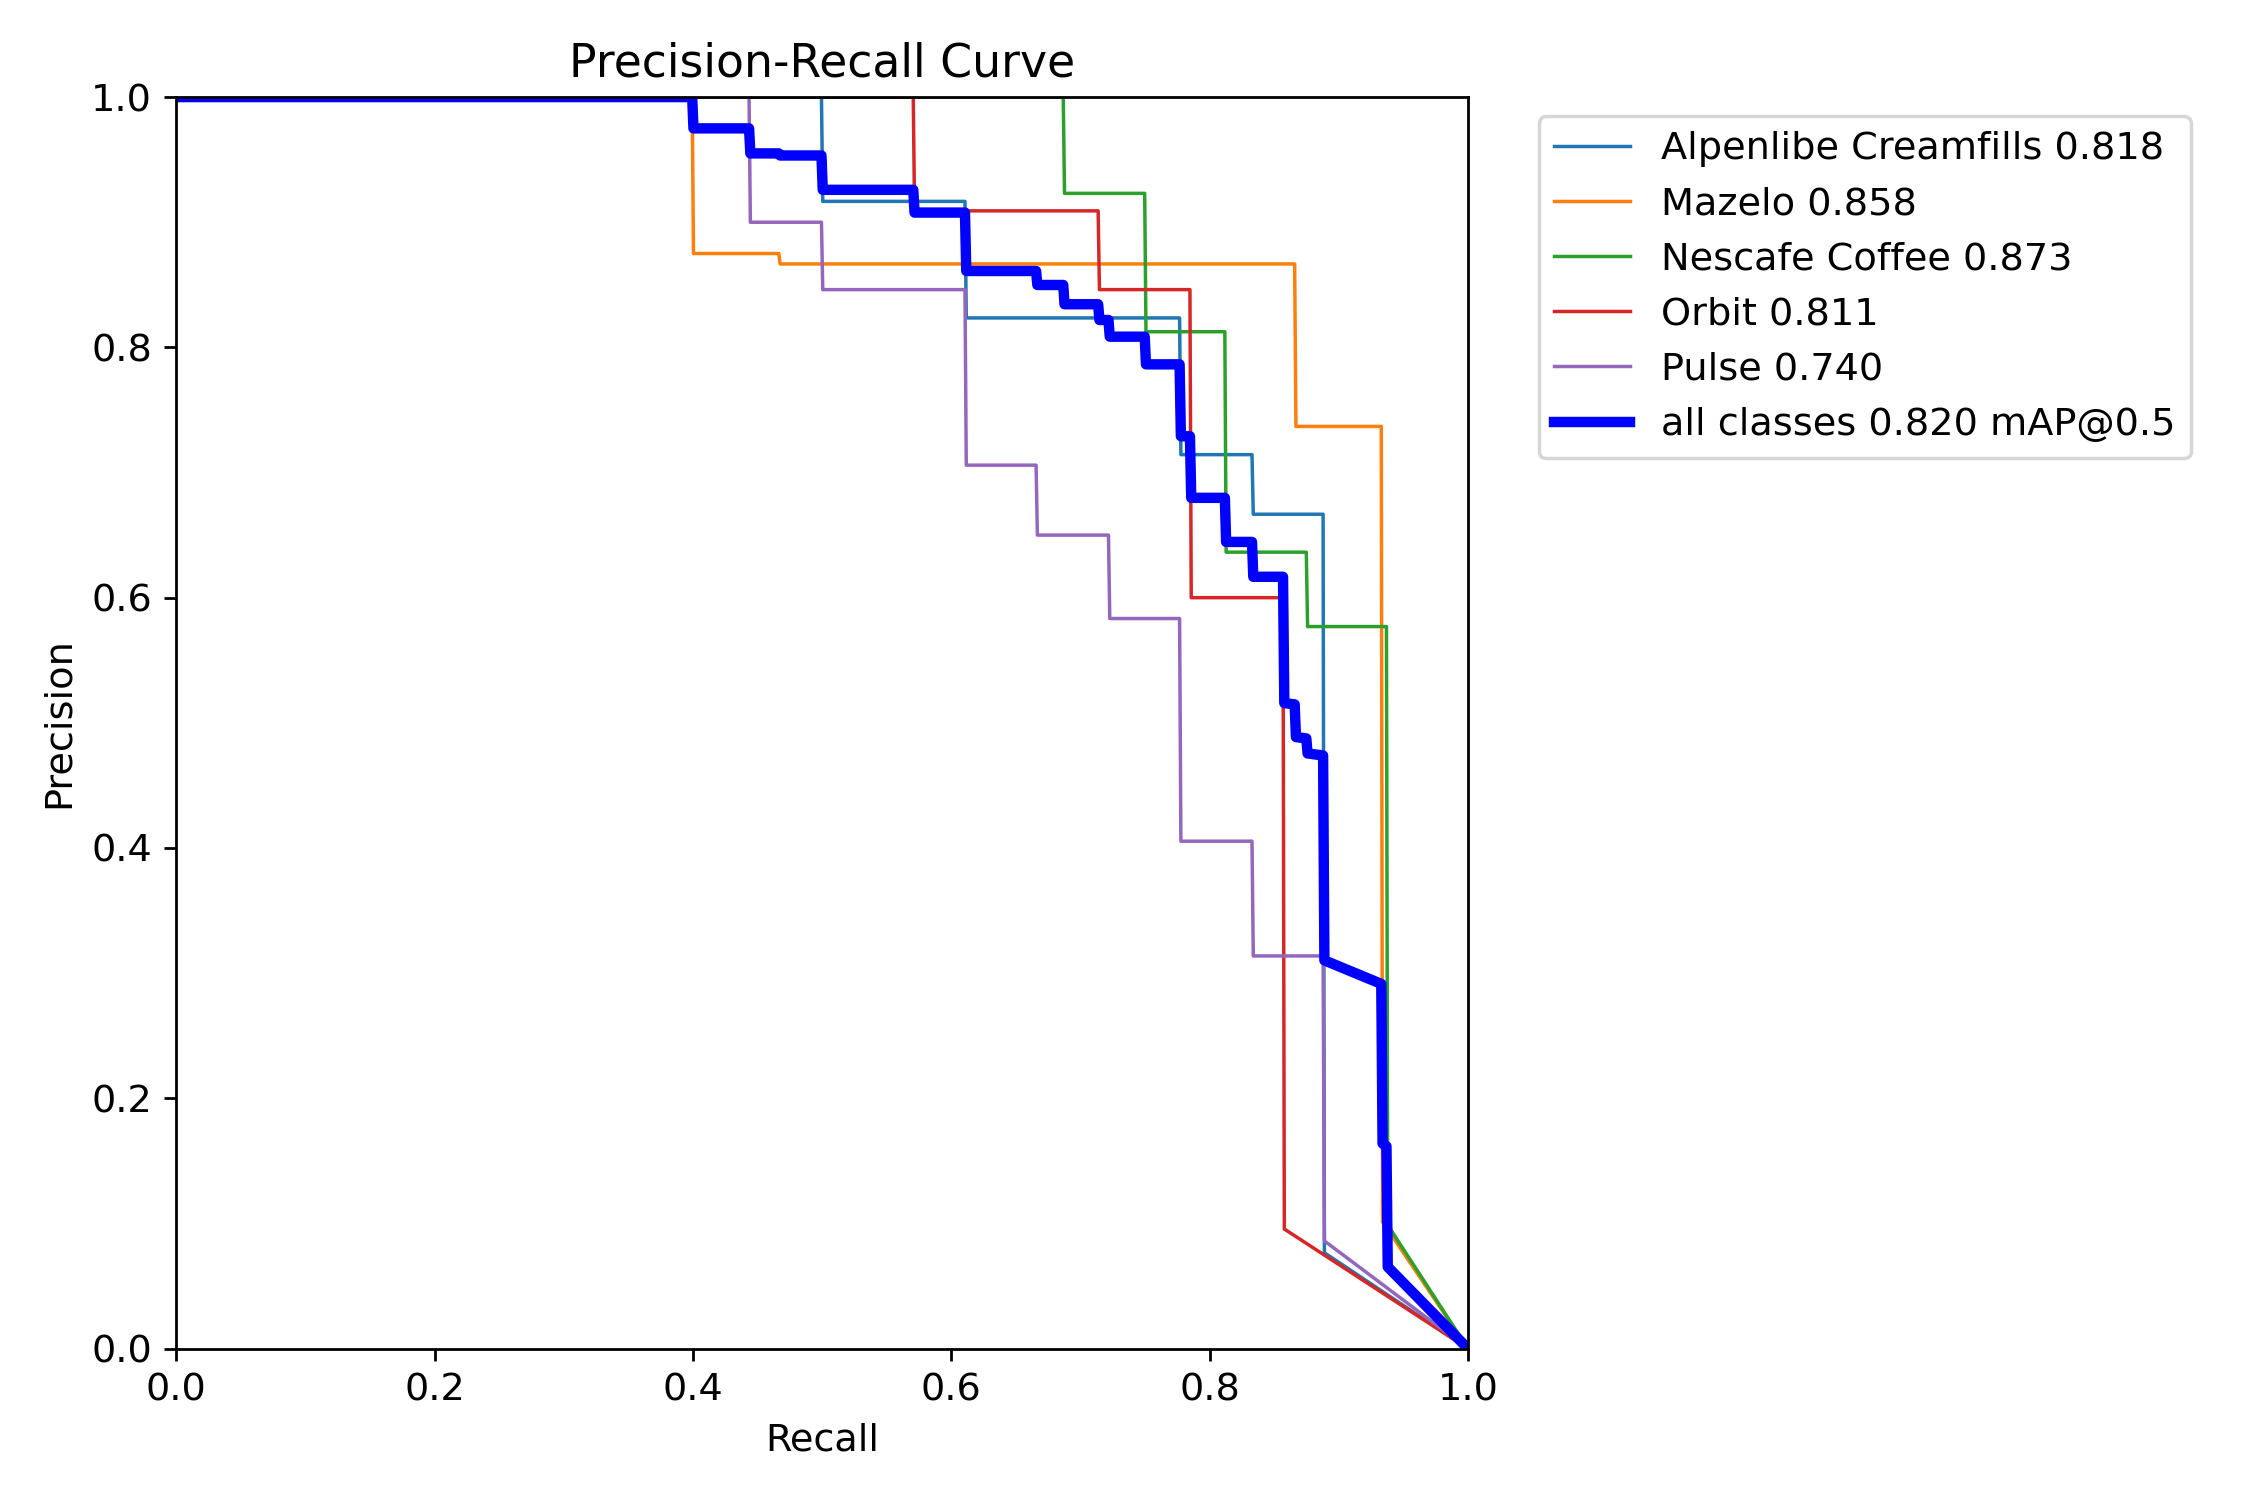 Precision-Recall Curve
1.0
0.8
0.6
0.4
0.2
0.0
Precision
0.0 0.2 0.4 0.6 0.8 1.0
Recall
Alpenlibe Creamfills 0.818
Mazelo 0.858
Nescafe Coffee 0.873
Orbit 0.811
Pulse 0.740
all classes 0.820 mAP@0.5